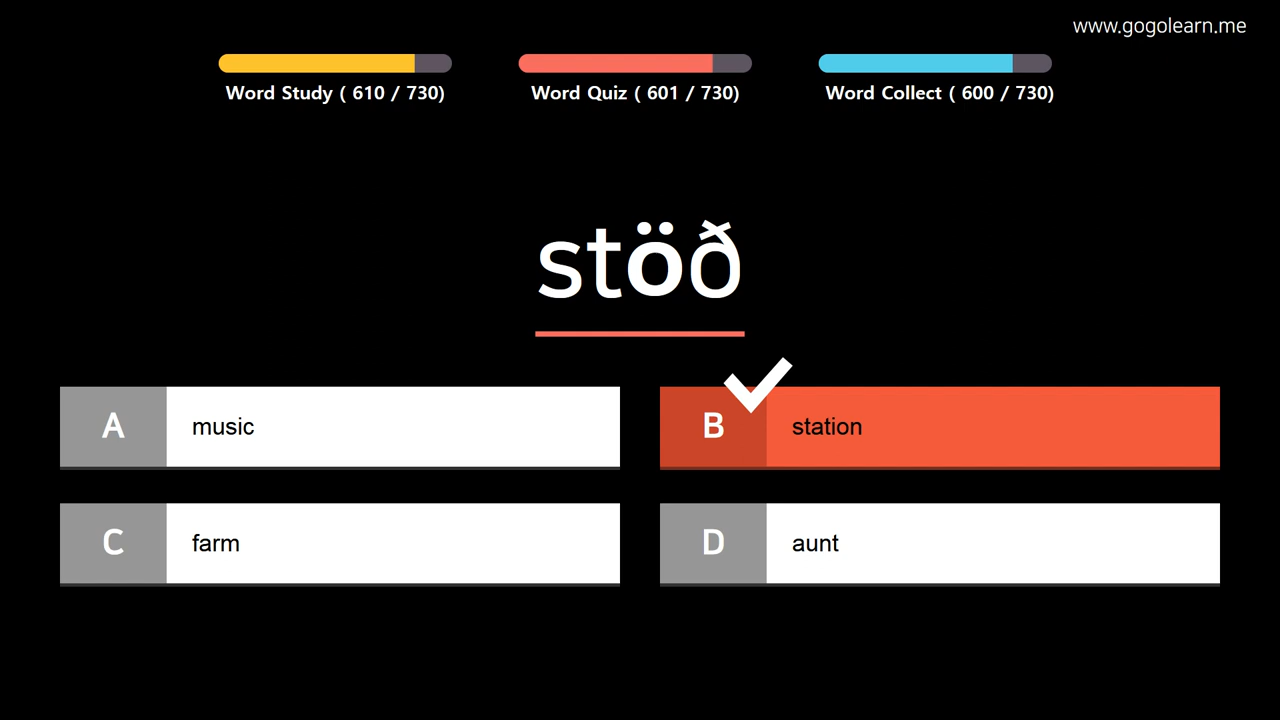 www.gogolearn.me
Word Study ( 610 / 730)
Word Quiz ( 601 / 730)
Word Collect ( 600 / 730)
stöð
A music
B station
C farm
D aunt